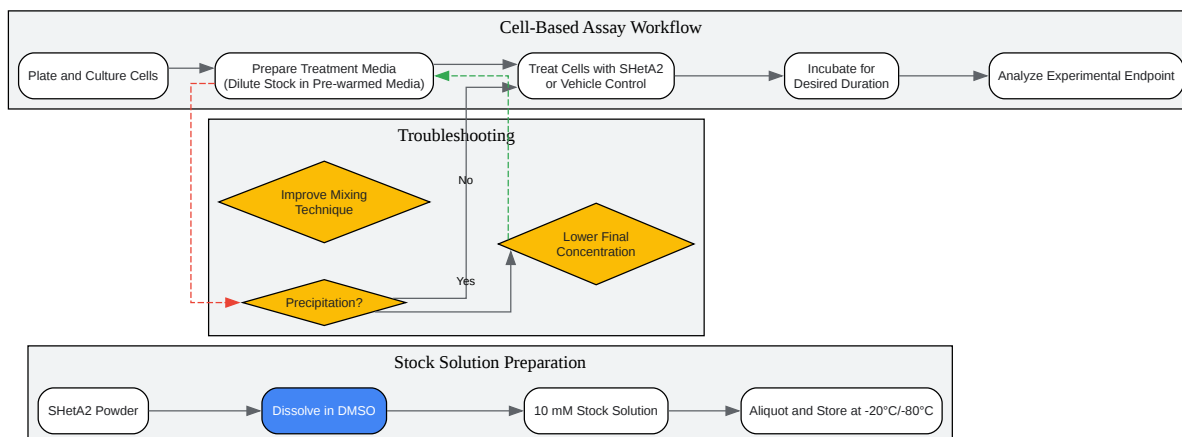 Cell-Based Assay Workflow
Plate and Culture Cells
Prepare Treatment Media
(Dilute Stock in Pre-warmed Media)
Treat Cells with SHetA2
or Vehicle Control
Incubate for
Desired Duration
Analyze Experimental Endpoint
Troubleshooting
Improve Mixing
Technique
No
Lower Final
Concentration
Yes
Precipitation?
Stock Solution Preparation
SHetA2 Powder
Dissolve in DMSO
10 mM Stock Solution
Aliquot and Store at -20°C/-80°C